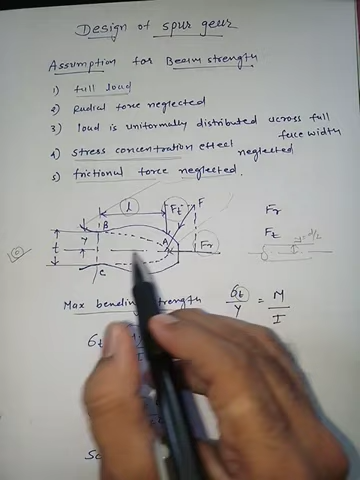 Design of spur gear
Assumption for Beam strength
1) full load
2) Radial force neglected
3) load is uniformally distributed across full face width
4) stress concentration effect neglected
5) frictional force neglected.
l Ft F
Fr
B
Ft
y A Fr y=t/2
t
C
Max bending strength σt/y = M/I
σt
I